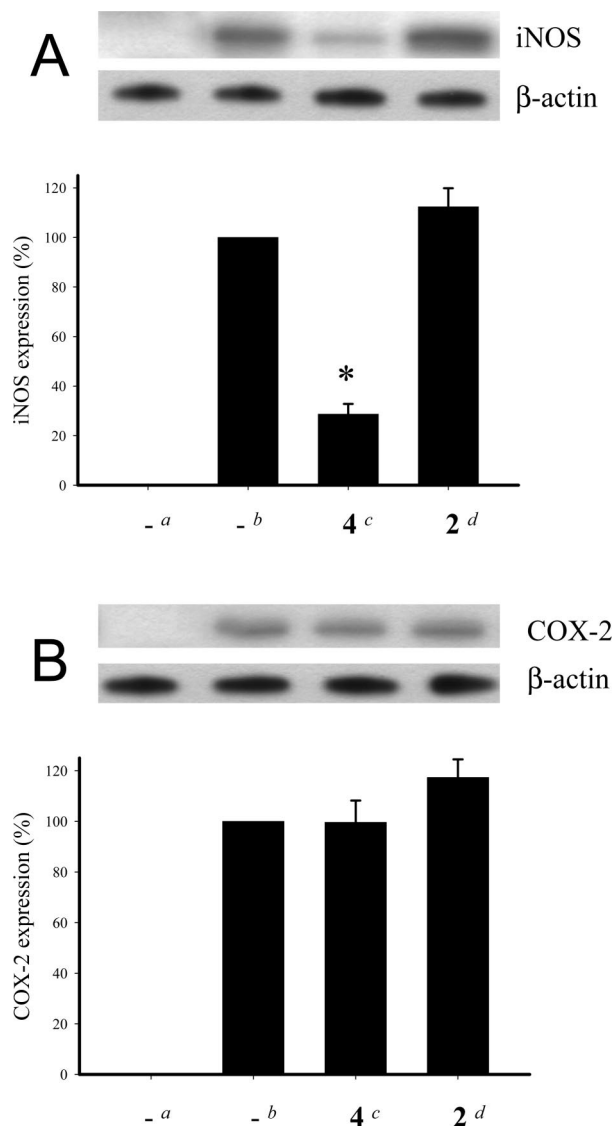 A
iNOS
β-actin
120
100
80
60
40
20
0
iNOS expression (%)
*
- a - b 4 c 2 d
B
COX-2
β-actin
120
100
80
60
40
20
0
COX-2 expression (%)
- a - b 4 c 2 d